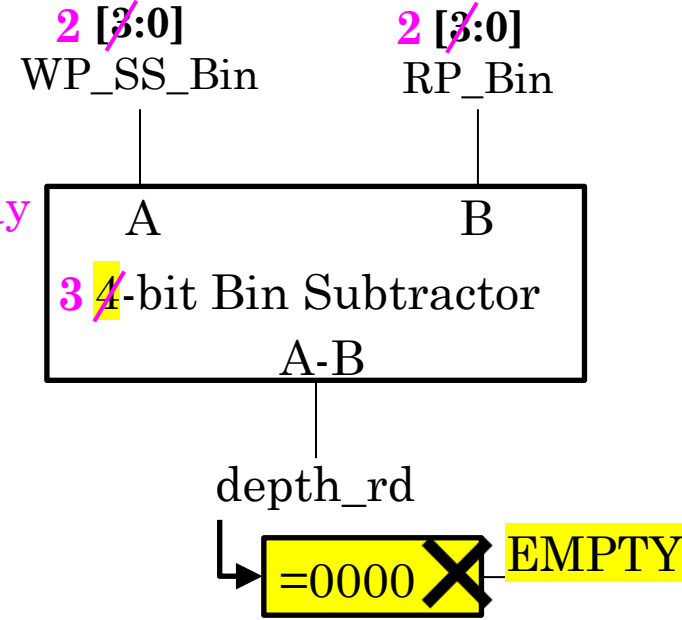 2 [3:0]
2 [3:0]
WP_SS_Bin
RP_Bin
A
B
3 4-bit Bin Subtractor
A-B
depth_rd
=0000
EMPTY